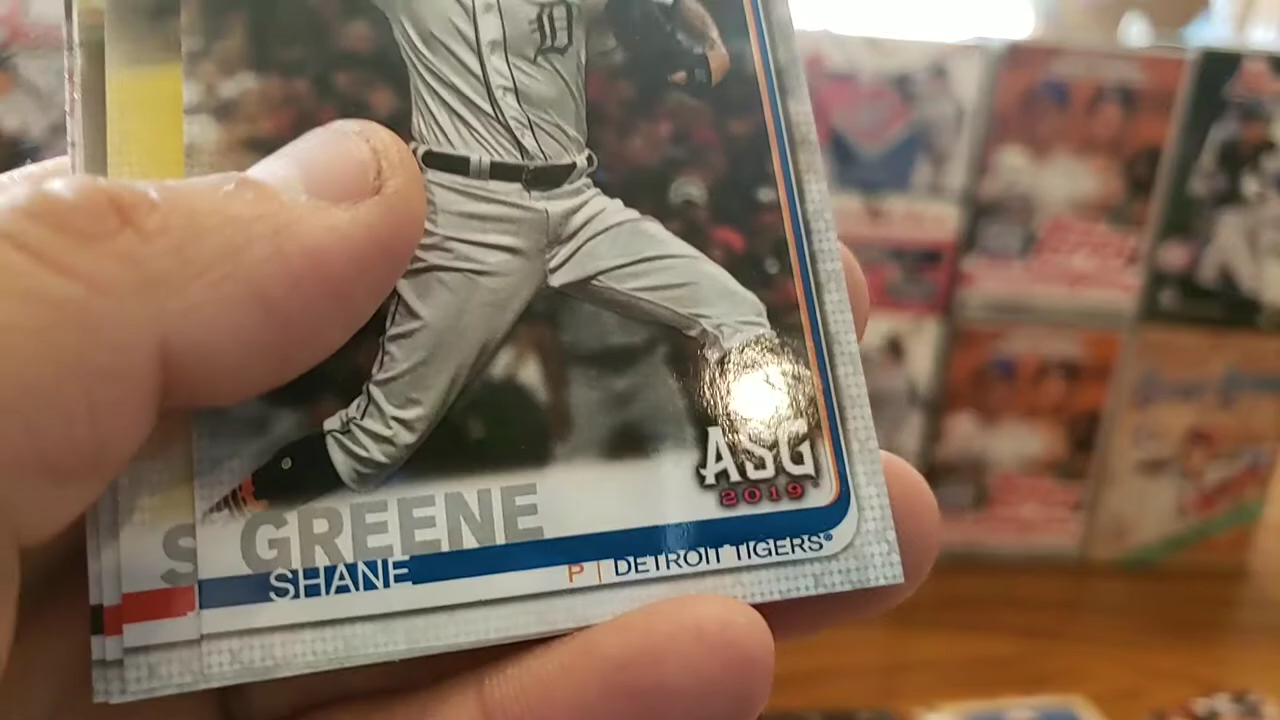 D
ASG
2019
GREENE
S
SHANE
P | DETROIT TIGERS®